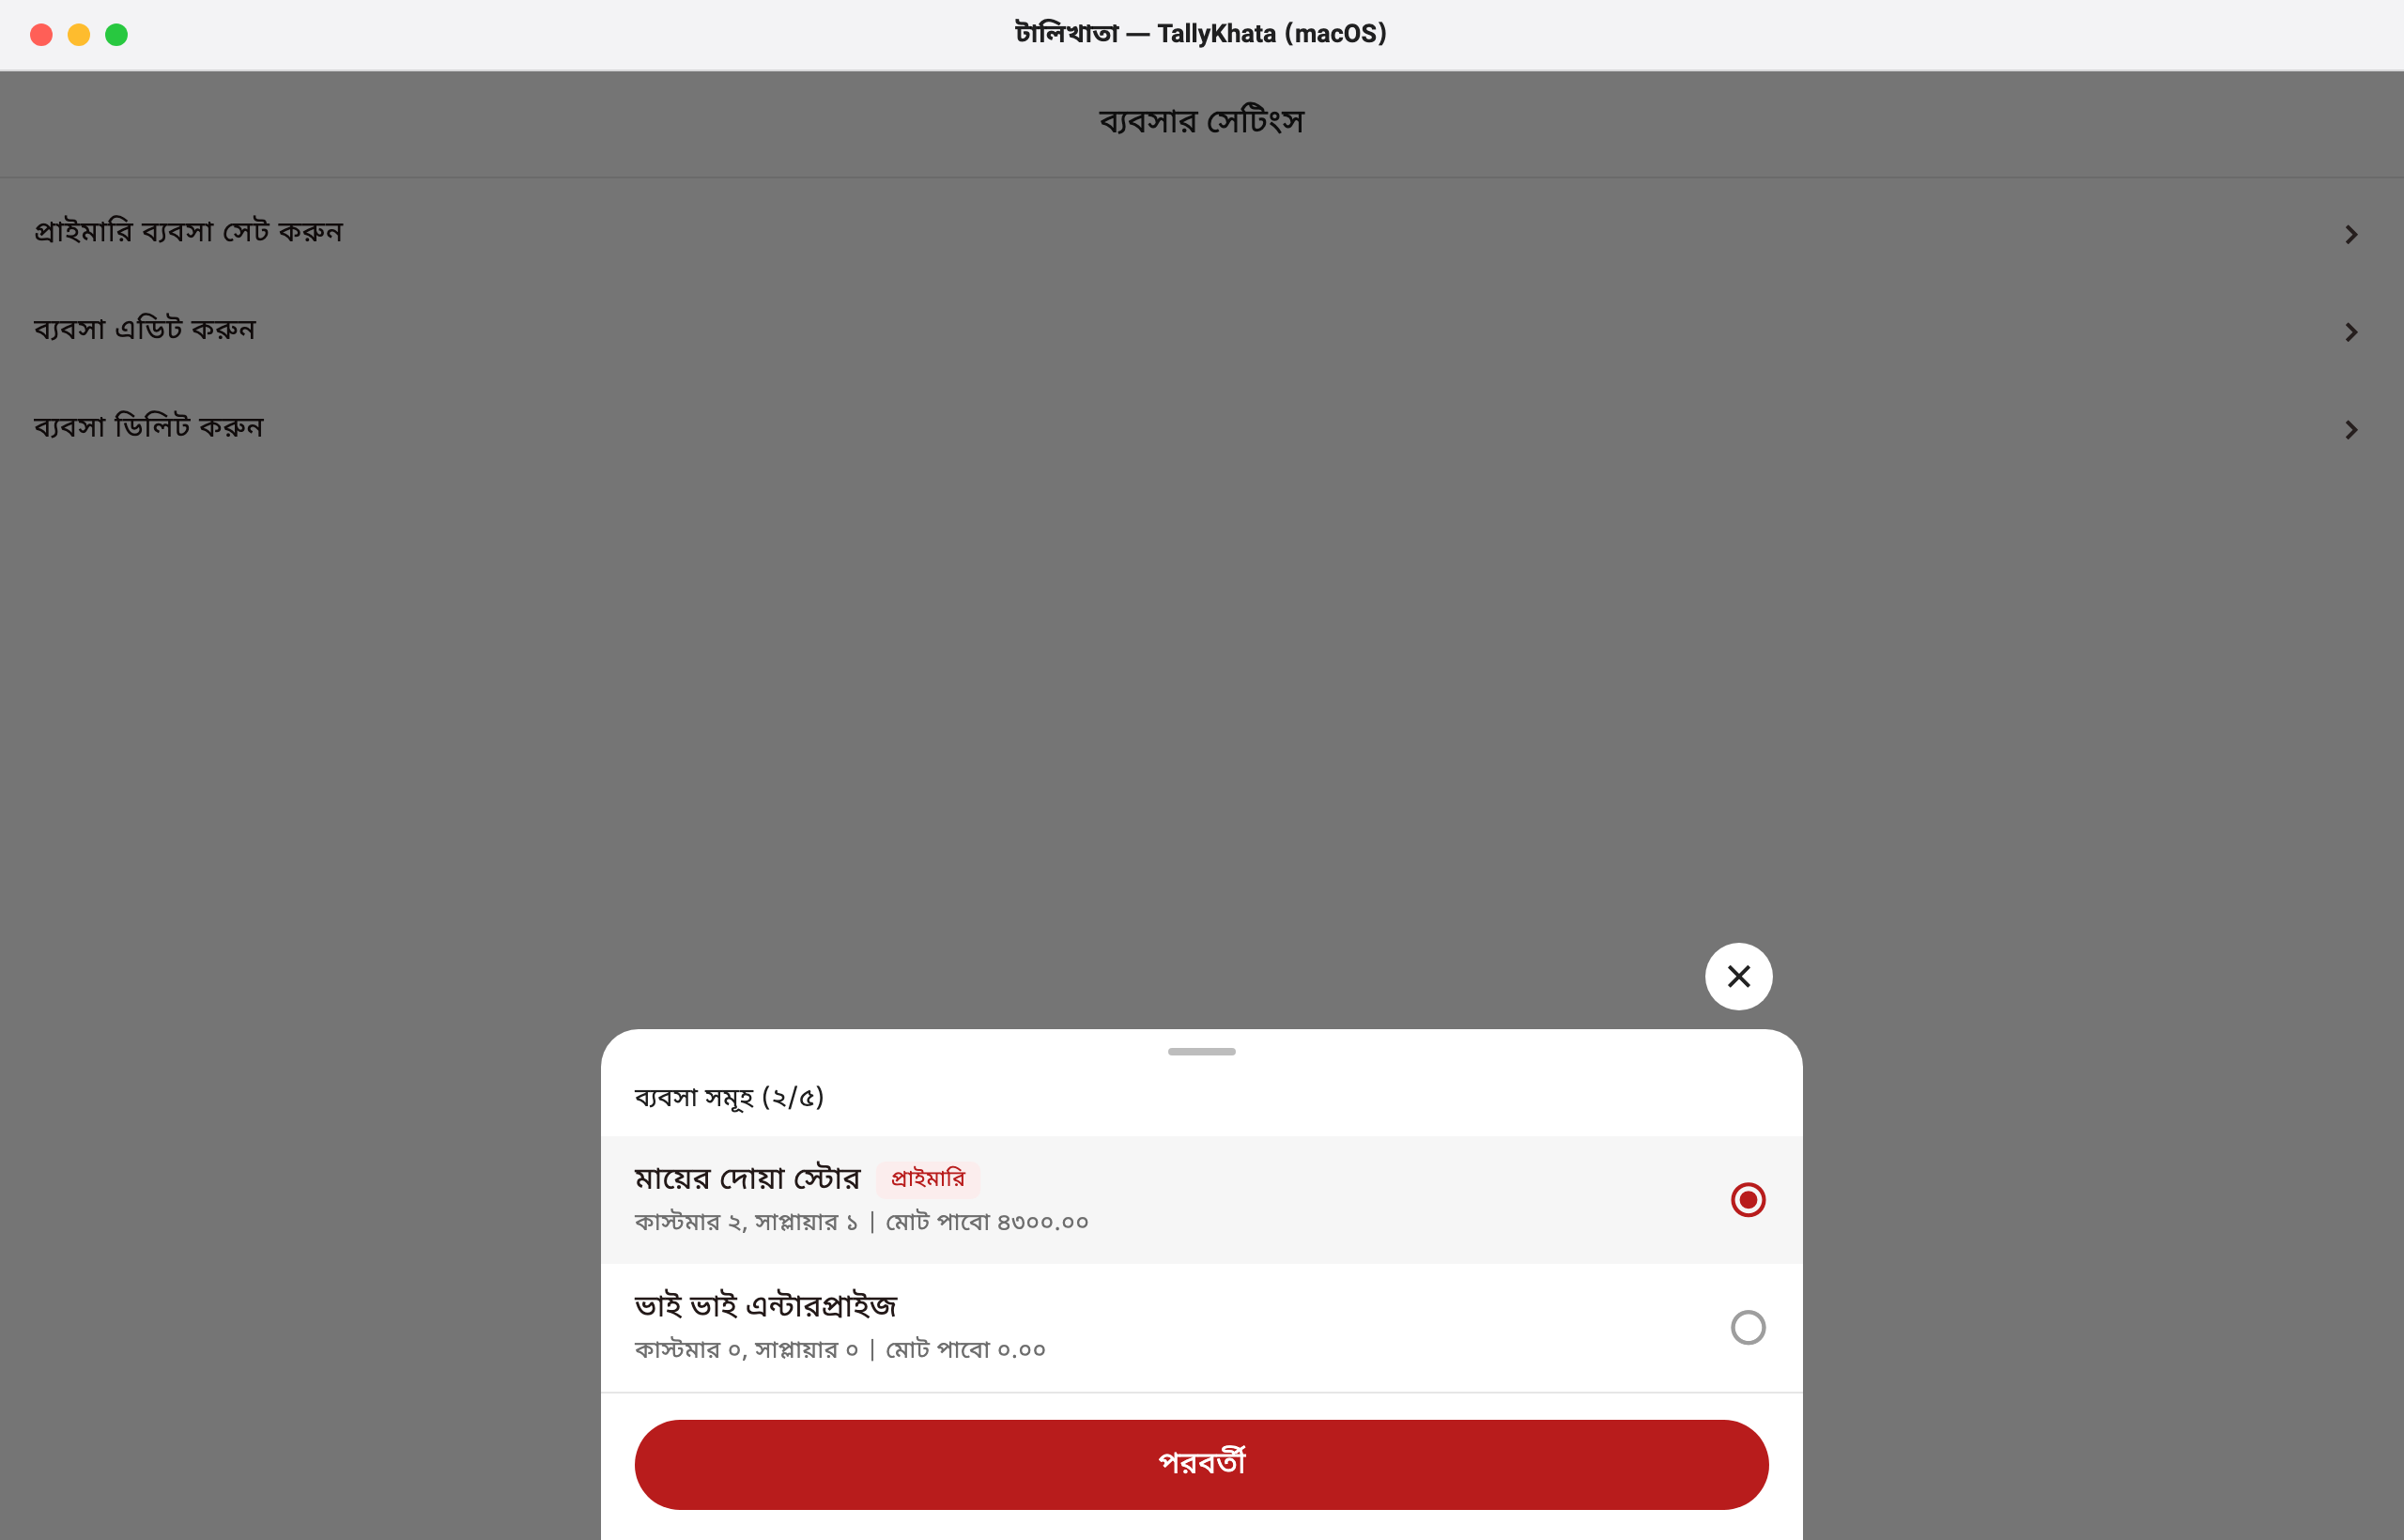 টালিখাতা — TallyKhata (macOS)
ব্যবসার সেটিংস
প্রাইমারি ব্যবসা সেট করুন
ব্যবসা এডিট করুন
ব্যবসা ডিলিট করুন
ব্যবসা সমূহ (২/৫)
মায়ের দোয়া স্টোর প্রাইমারি
কাস্টমার ২, সাপ্লায়ার ১ | মোট পাবো ৪৩০০.০০
ভাই ভাই এন্টারপ্রাইজ
কাস্টমার ০, সাপ্লায়ার ০ | মোট পাবো ০.০০
পরবর্তী